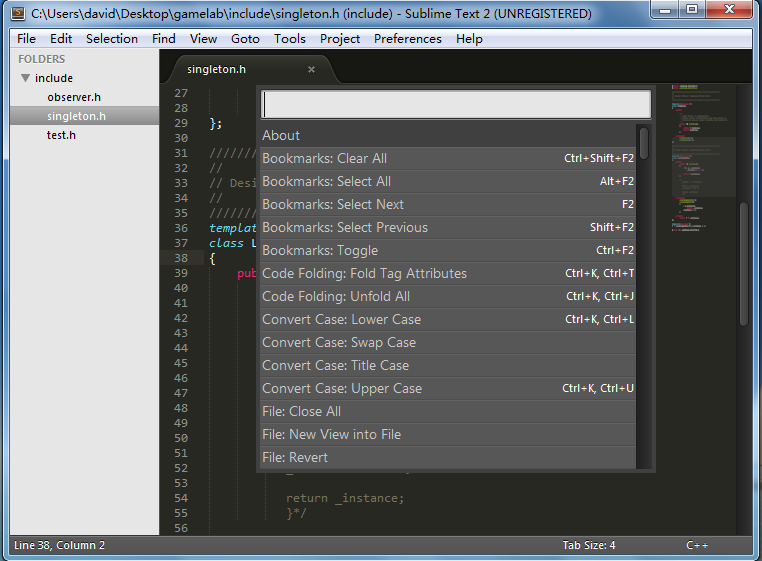 C:\Users\david\Desktop\gamelab\include\singleton.h (include) - Sublime Text 2 (UNREGISTERED)
File Edit Selection Find View Goto Tools Project Preferences Help
FOLDERS
include
observer.h
singleton.h
test.h
singleton.h ×
27
28
29 };
30
31 ////////
32 //
33 // Desi
34 //
35 ////////
36 templat
37 class L
38 {
39 pub
40
41
42
43
44
45
46
47
48
49
50
51
52
53
54 return _instance;
55 }*/
56
About
Bookmarks: Clear All Ctrl+Shift+F2
Bookmarks: Select All Alt+F2
Bookmarks: Select Next F2
Bookmarks: Select Previous Shift+F2
Bookmarks: Toggle Ctrl+F2
Code Folding: Fold Tag Attributes Ctrl+K, Ctrl+T
Code Folding: Unfold All Ctrl+K, Ctrl+J
Convert Case: Lower Case Ctrl+K, Ctrl+L
Convert Case: Swap Case
Convert Case: Title Case
Convert Case: Upper Case Ctrl+K, Ctrl+U
File: Close All
File: New View into File
File: Revert
Line 38, Column 2 Tab Size: 4 C++